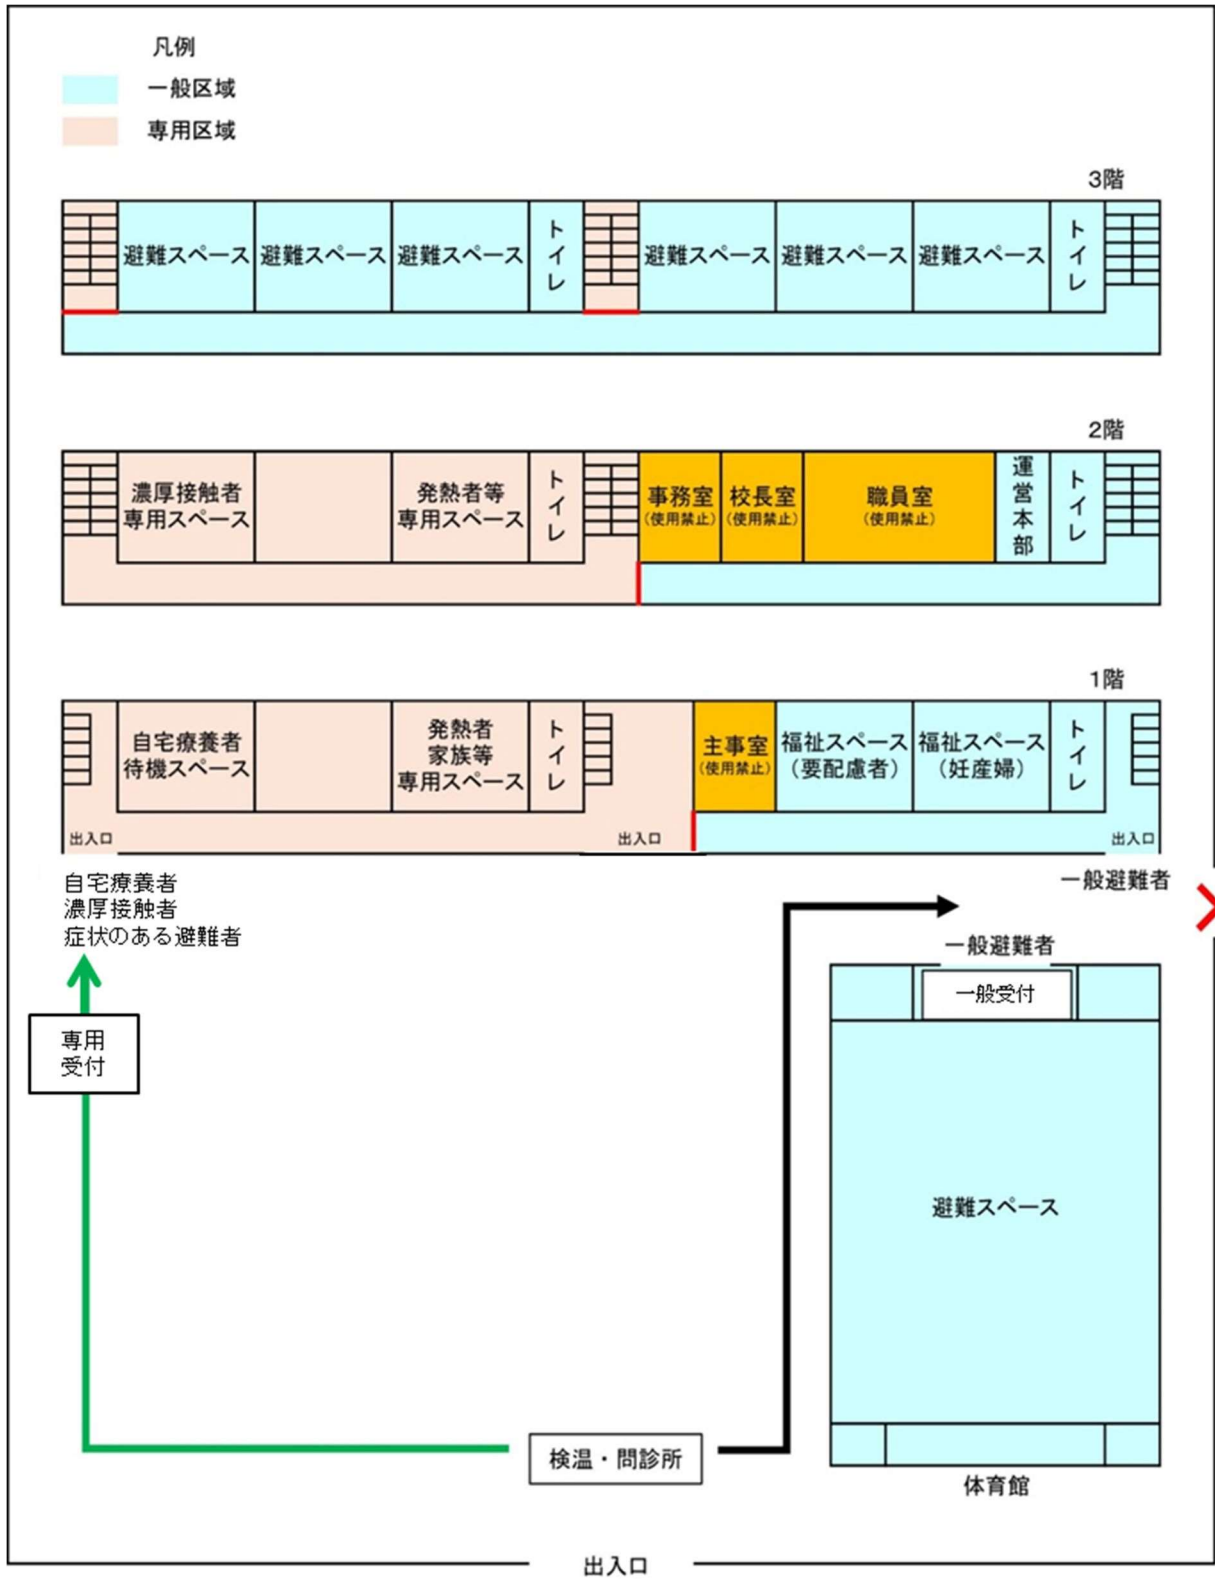 凡例
一般区域
専用区域
3階
避難スペース
避難スペース
避難スペース
トイレ
避難スペース
避難スペース
避難スペース
トイレ
2階
濃厚接触者
専用スペース
発熱者等
専用スペース
トイレ
事務室
(使用禁止)
校長室
(使用禁止)
職員室
(使用禁止)
運営本部
トイレ
1階
自宅療養者
待機スペース
発熱者
家族等
専用スペース
トイレ
主事室
(使用禁止)
福祉スペース
(要配慮者)
福祉スペース
(妊産婦)
トイレ
出入口
出入口
出入口
自宅療養者
濃厚接触者
症状のある避難者
一般避難者
一般避難者
一般受付
専用
受付
避難スペース
検温・問診所
体育館
出入口